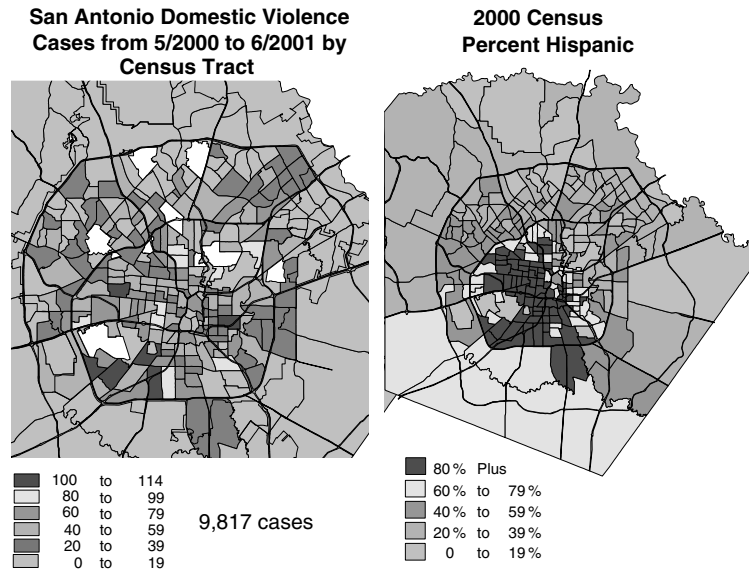 San Antonio Domestic Violence
Cases from 5/2000 to 6/2001 by
Census Tract
2000 Census
Percent Hispanic
100 to 114
80 to 99
60 to 79
40 to 59
20 to 39
0 to 19
9,817 cases
80 % Plus
60 % to 79 %
40 % to 59 %
20 % to 39 %
0 to 19 %